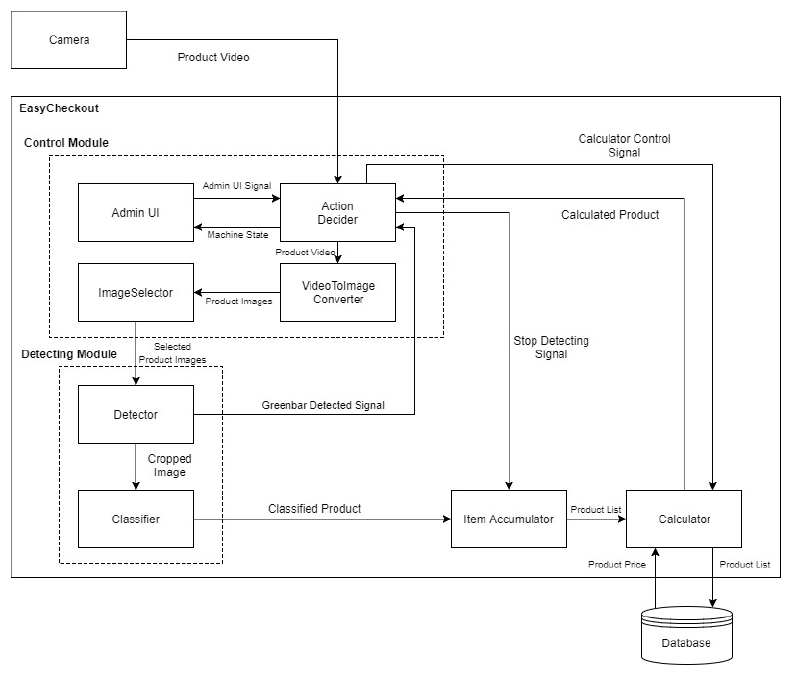 Camera
Product Video
EasyCheckout
Control Module
Calculator Control
Signal
Admin UI Signal
Admin UI
Action
Decider
Calculated Product
Machine State
Product Video
ImageSelector
VideoToImage
Converter
Product Images
Stop Detecting
Signal
Selected
Product Images
Detecting Module
Detector
Greenbar Detected Signal
Cropped
Image
Classifier
Classified Product
Item Accumulator
Product List
Calculator
Product Price
Product List
Database